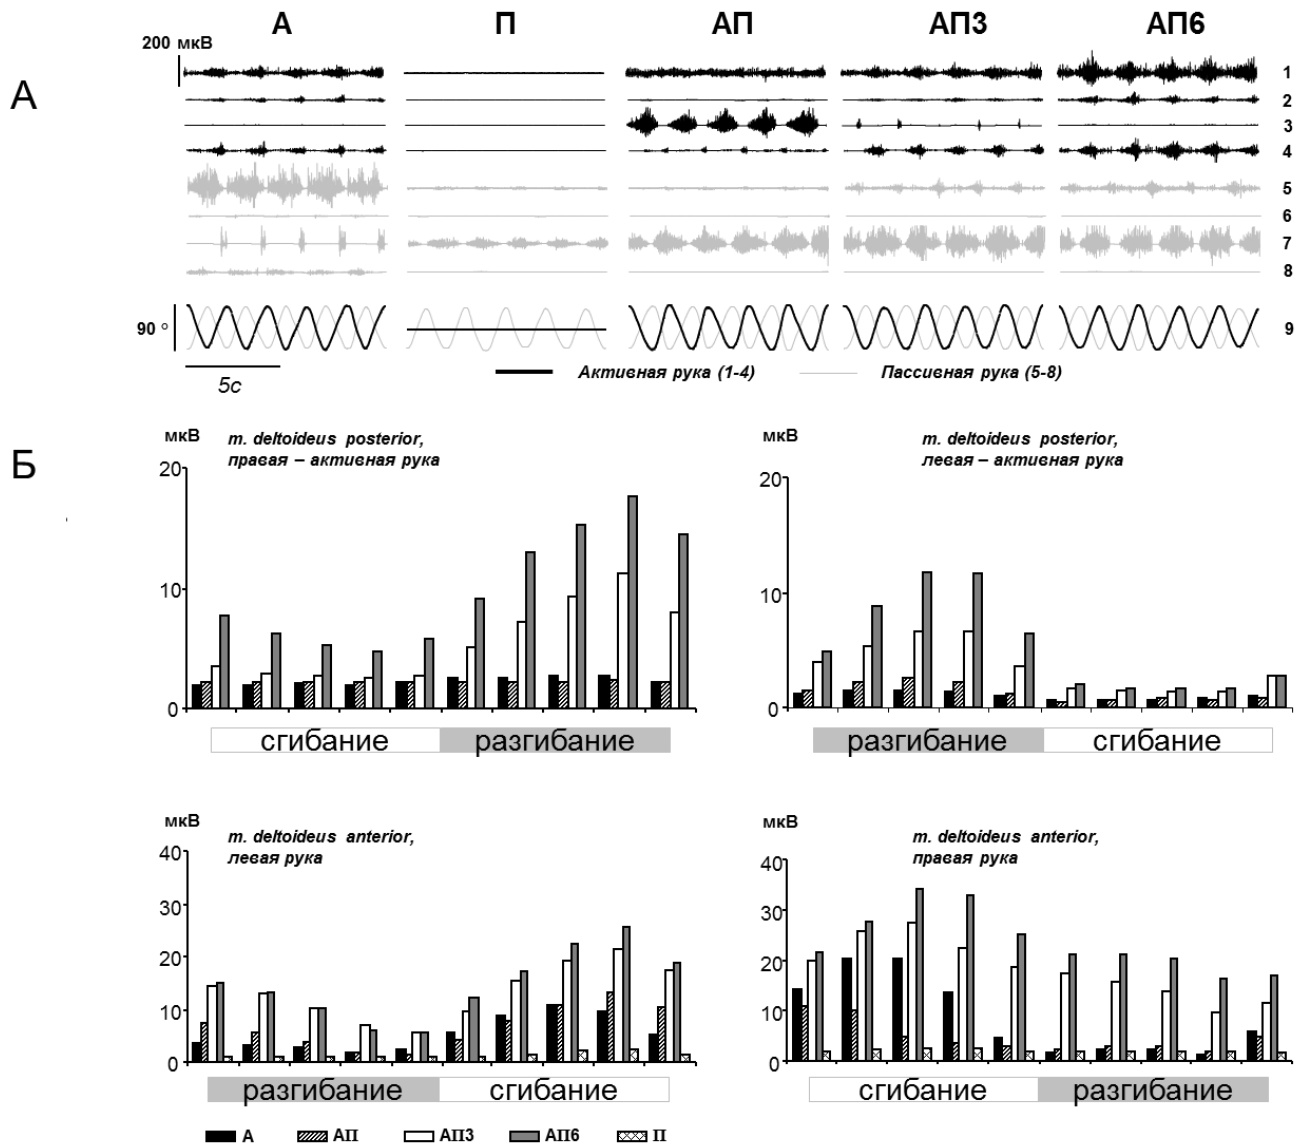 А П АП АП3 АП6
200 мкВ
А
1
2
3
4
5
6
7
8
90 °
9
5с
Активная рука (1-4) Пассивная рука (5-8)
Б
мкВ
m. deltoideus posterior,
правая – активная рука
20
10
0
сгибание разгибание
мкВ
m. deltoideus posterior,
левая – активная рука
20
10
0
разгибание сгибание
мкВ
m. deltoideus anterior,
левая рука
40
30
20
10
0
разгибание сгибание
мкВ
m. deltoideus anterior,
правая рука
40
30
20
10
0
сгибание разгибание
А АП АП3 АП6 П